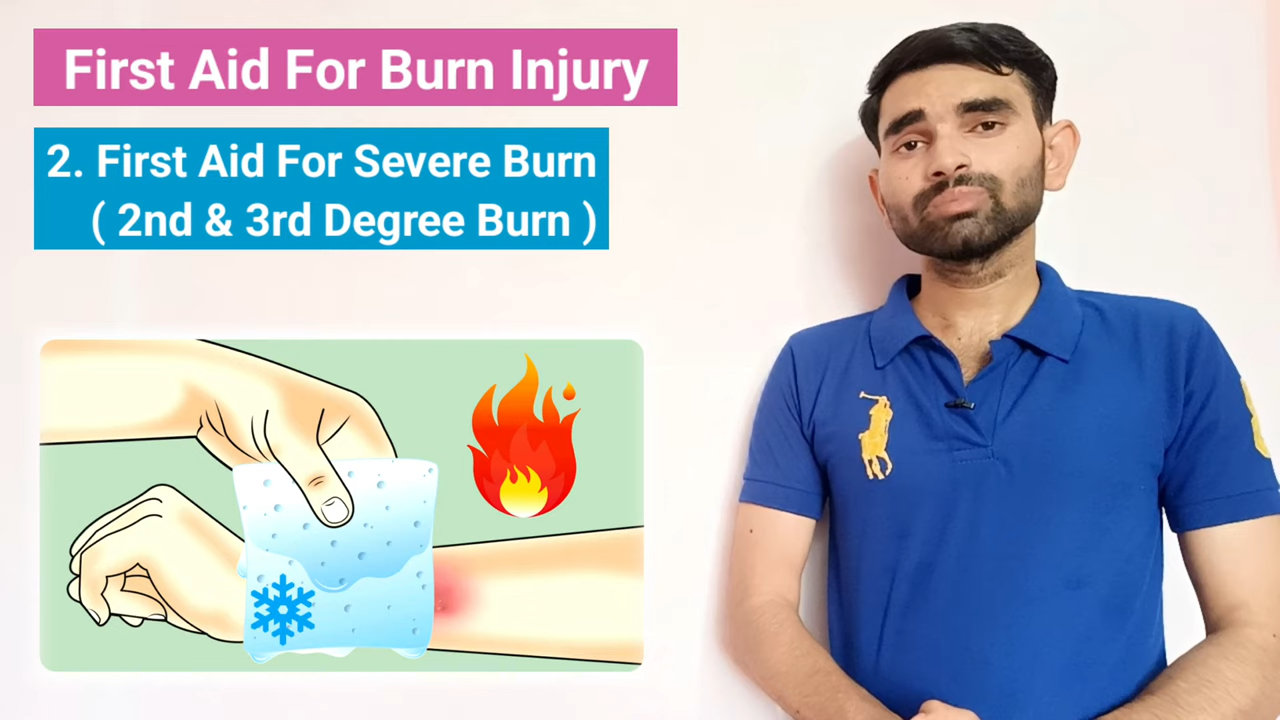 First Aid For Burn Injury
2. First Aid For Severe Burn
( 2nd & 3rd Degree Burn )